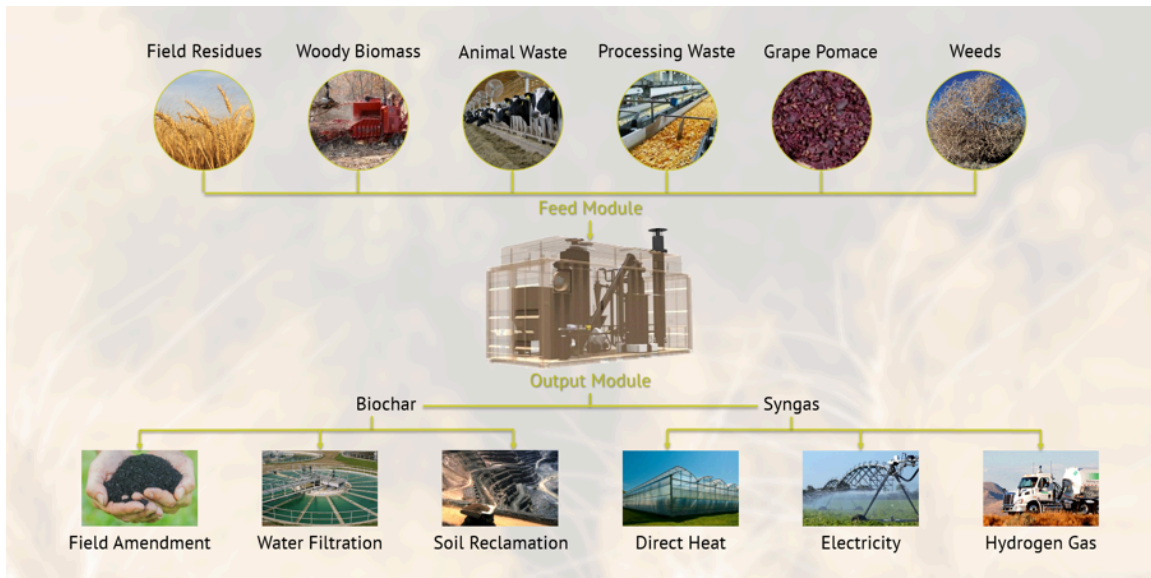 Field Residues
Woody Biomass
Animal Waste
Processing Waste
Grape Pomace
Weeds
Feed Module
Output Module
Biochar
Syngas
Field Amendment
Water Filtration
Soil Reclamation
Direct Heat
Electricity
Hydrogen Gas